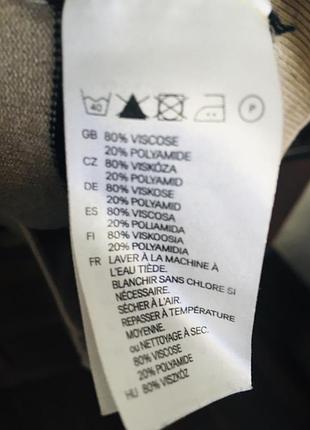 40 P
GB 80% VISCOSE
20% POLYAMIDE
CZ 80% VISKÓZA
20% POLYAMID
DE 80% VISKOSE
20% POLYAMID
ES 80% VISCOSA
20% POLIAMIDA
FI 80% VISKOOSIA
20% POLYAMIDIA
FR LAVER À LA MACHINE À
L'EAU TIÈDE.
BLANCHIR SANS CHLORE SI
NÉCESSAIRE.
SÉCHER À L'AIR.
REPASSER À TEMPÉRATURE
MOYENNE.
ou NETTOYAGE À SEC.
80% VISCOSE
20% POLYAMIDE
HU 80% VISZKÓZ